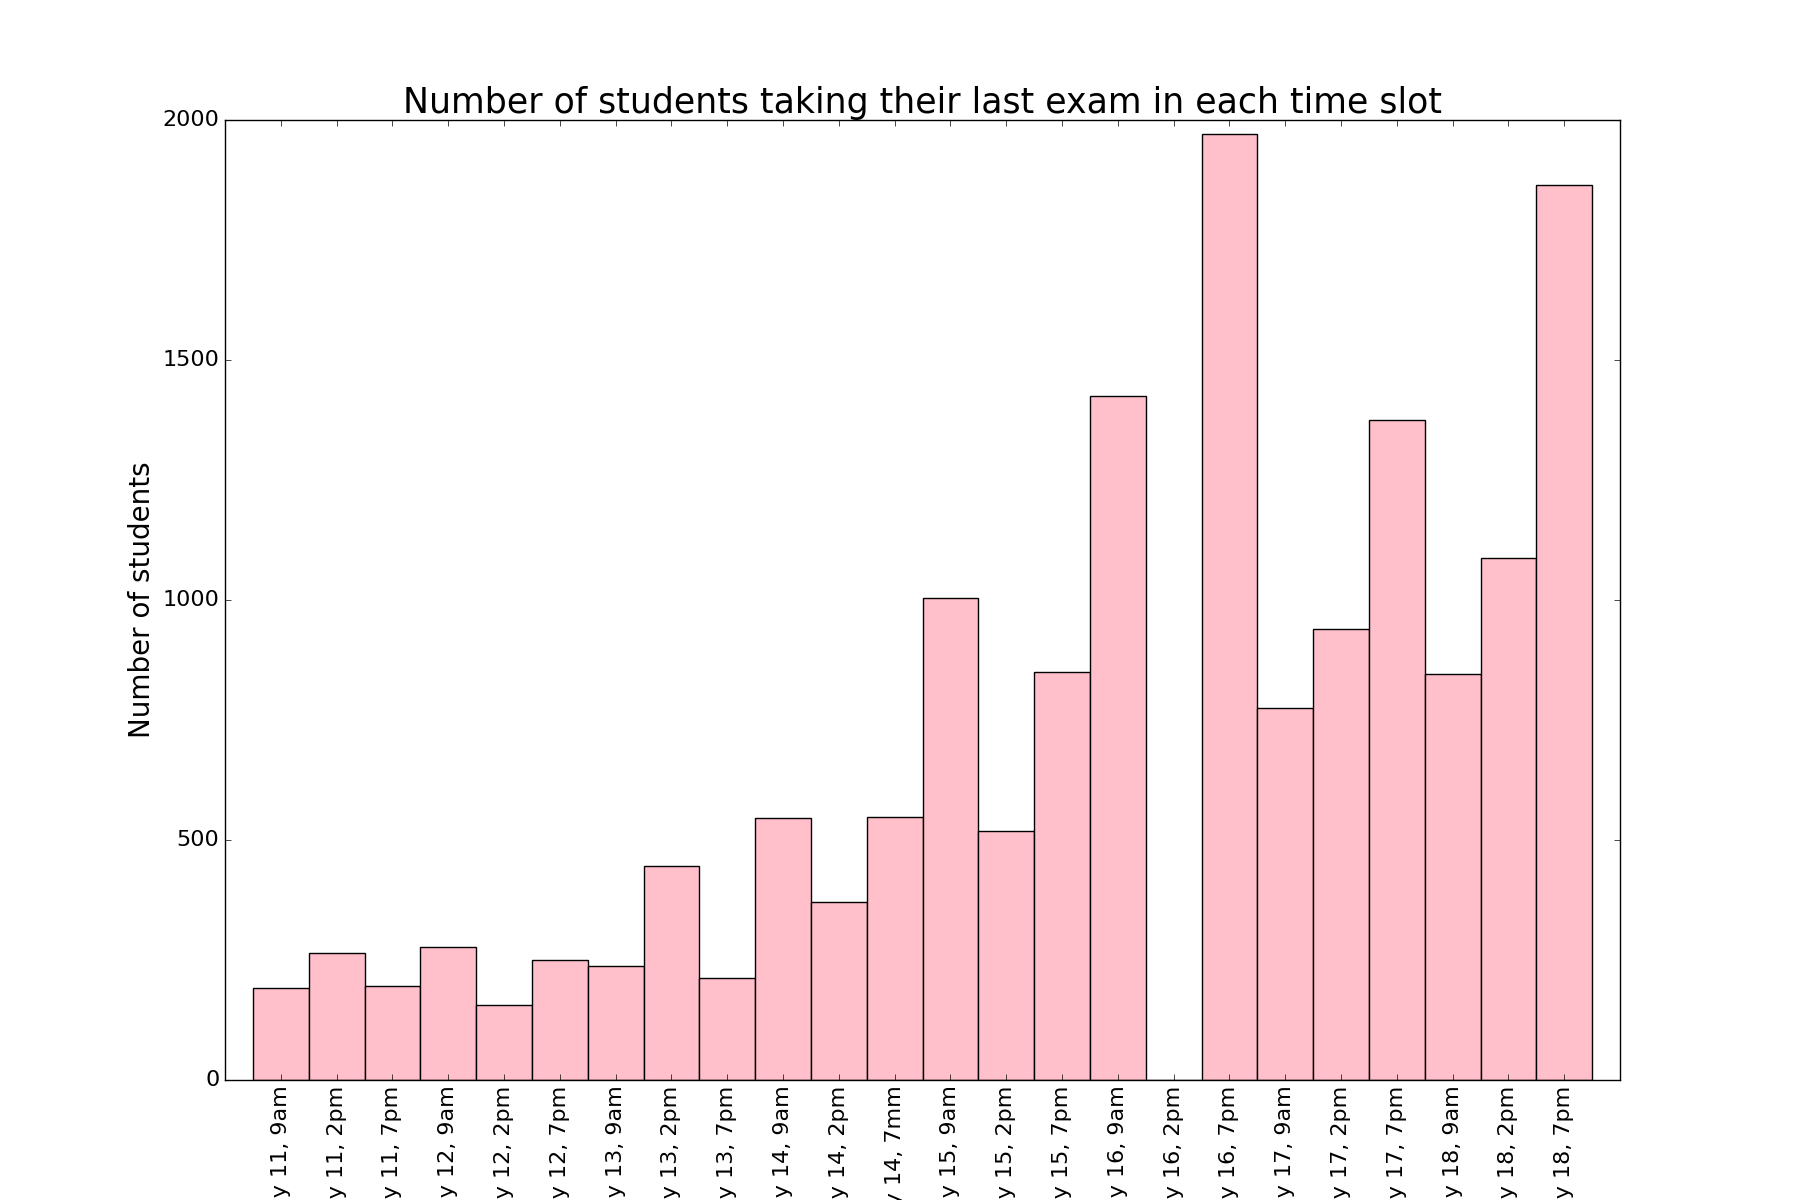 Number of students taking their last exam in each time slot
2000
1500
1000
500
0
Number of students
y 11, 9am
y 11, 2pm
y 11, 7pm
y 12, 9am
y 12, 2pm
y 12, 7pm
y 13, 9am
y 13, 2pm
y 13, 7pm
y 14, 9am
y 14, 2pm
y 14, 7mm
y 15, 9am
y 15, 2pm
y 15, 7pm
y 16, 9am
y 16, 2pm
y 16, 7pm
y 17, 9am
y 17, 2pm
y 17, 7pm
y 18, 9am
y 18, 2pm
y 18, 7pm